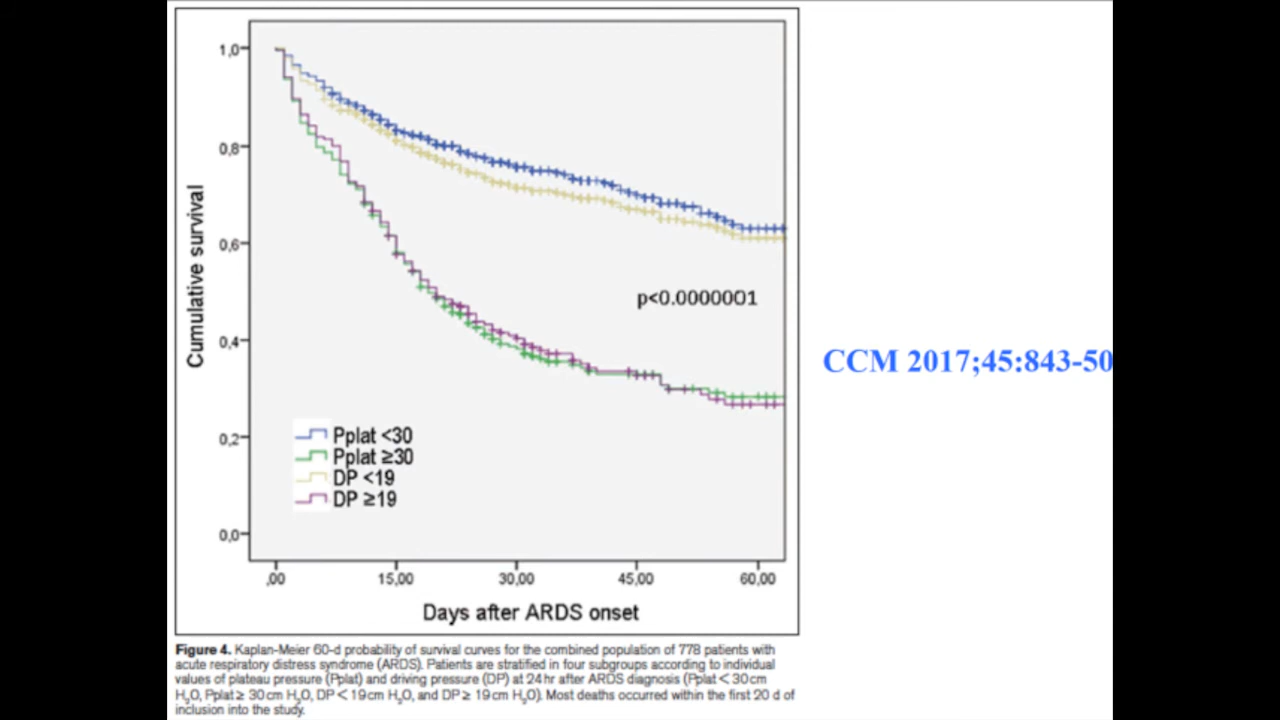 1,0
0,8
0,6
0,4
0,2
0,0
Cumulative survival
p<0.0000001
Pplat <30
Pplat ≥30
DP <19
DP ≥19
,00 15,00 30,00 45,00 60,00
Days after ARDS onset
CCM 2017;45:843-50
Figure 4. Kaplan-Meier 60-d probability of survival curves for the combined population of 778 patients with
acute respiratory distress syndrome (ARDS). Patients are stratified in four subgroups according to individual
values of plateau pressure (Pplat) and driving pressure (DP) at 24 hr after ARDS diagnosis (Pplat < 30 cm
H₂O, Pplat ≥ 30 cm H₂O, DP < 19 cm H₂O, and DP ≥ 19 cm H₂O). Most deaths occurred within the first 20 d of
inclusion into the study.